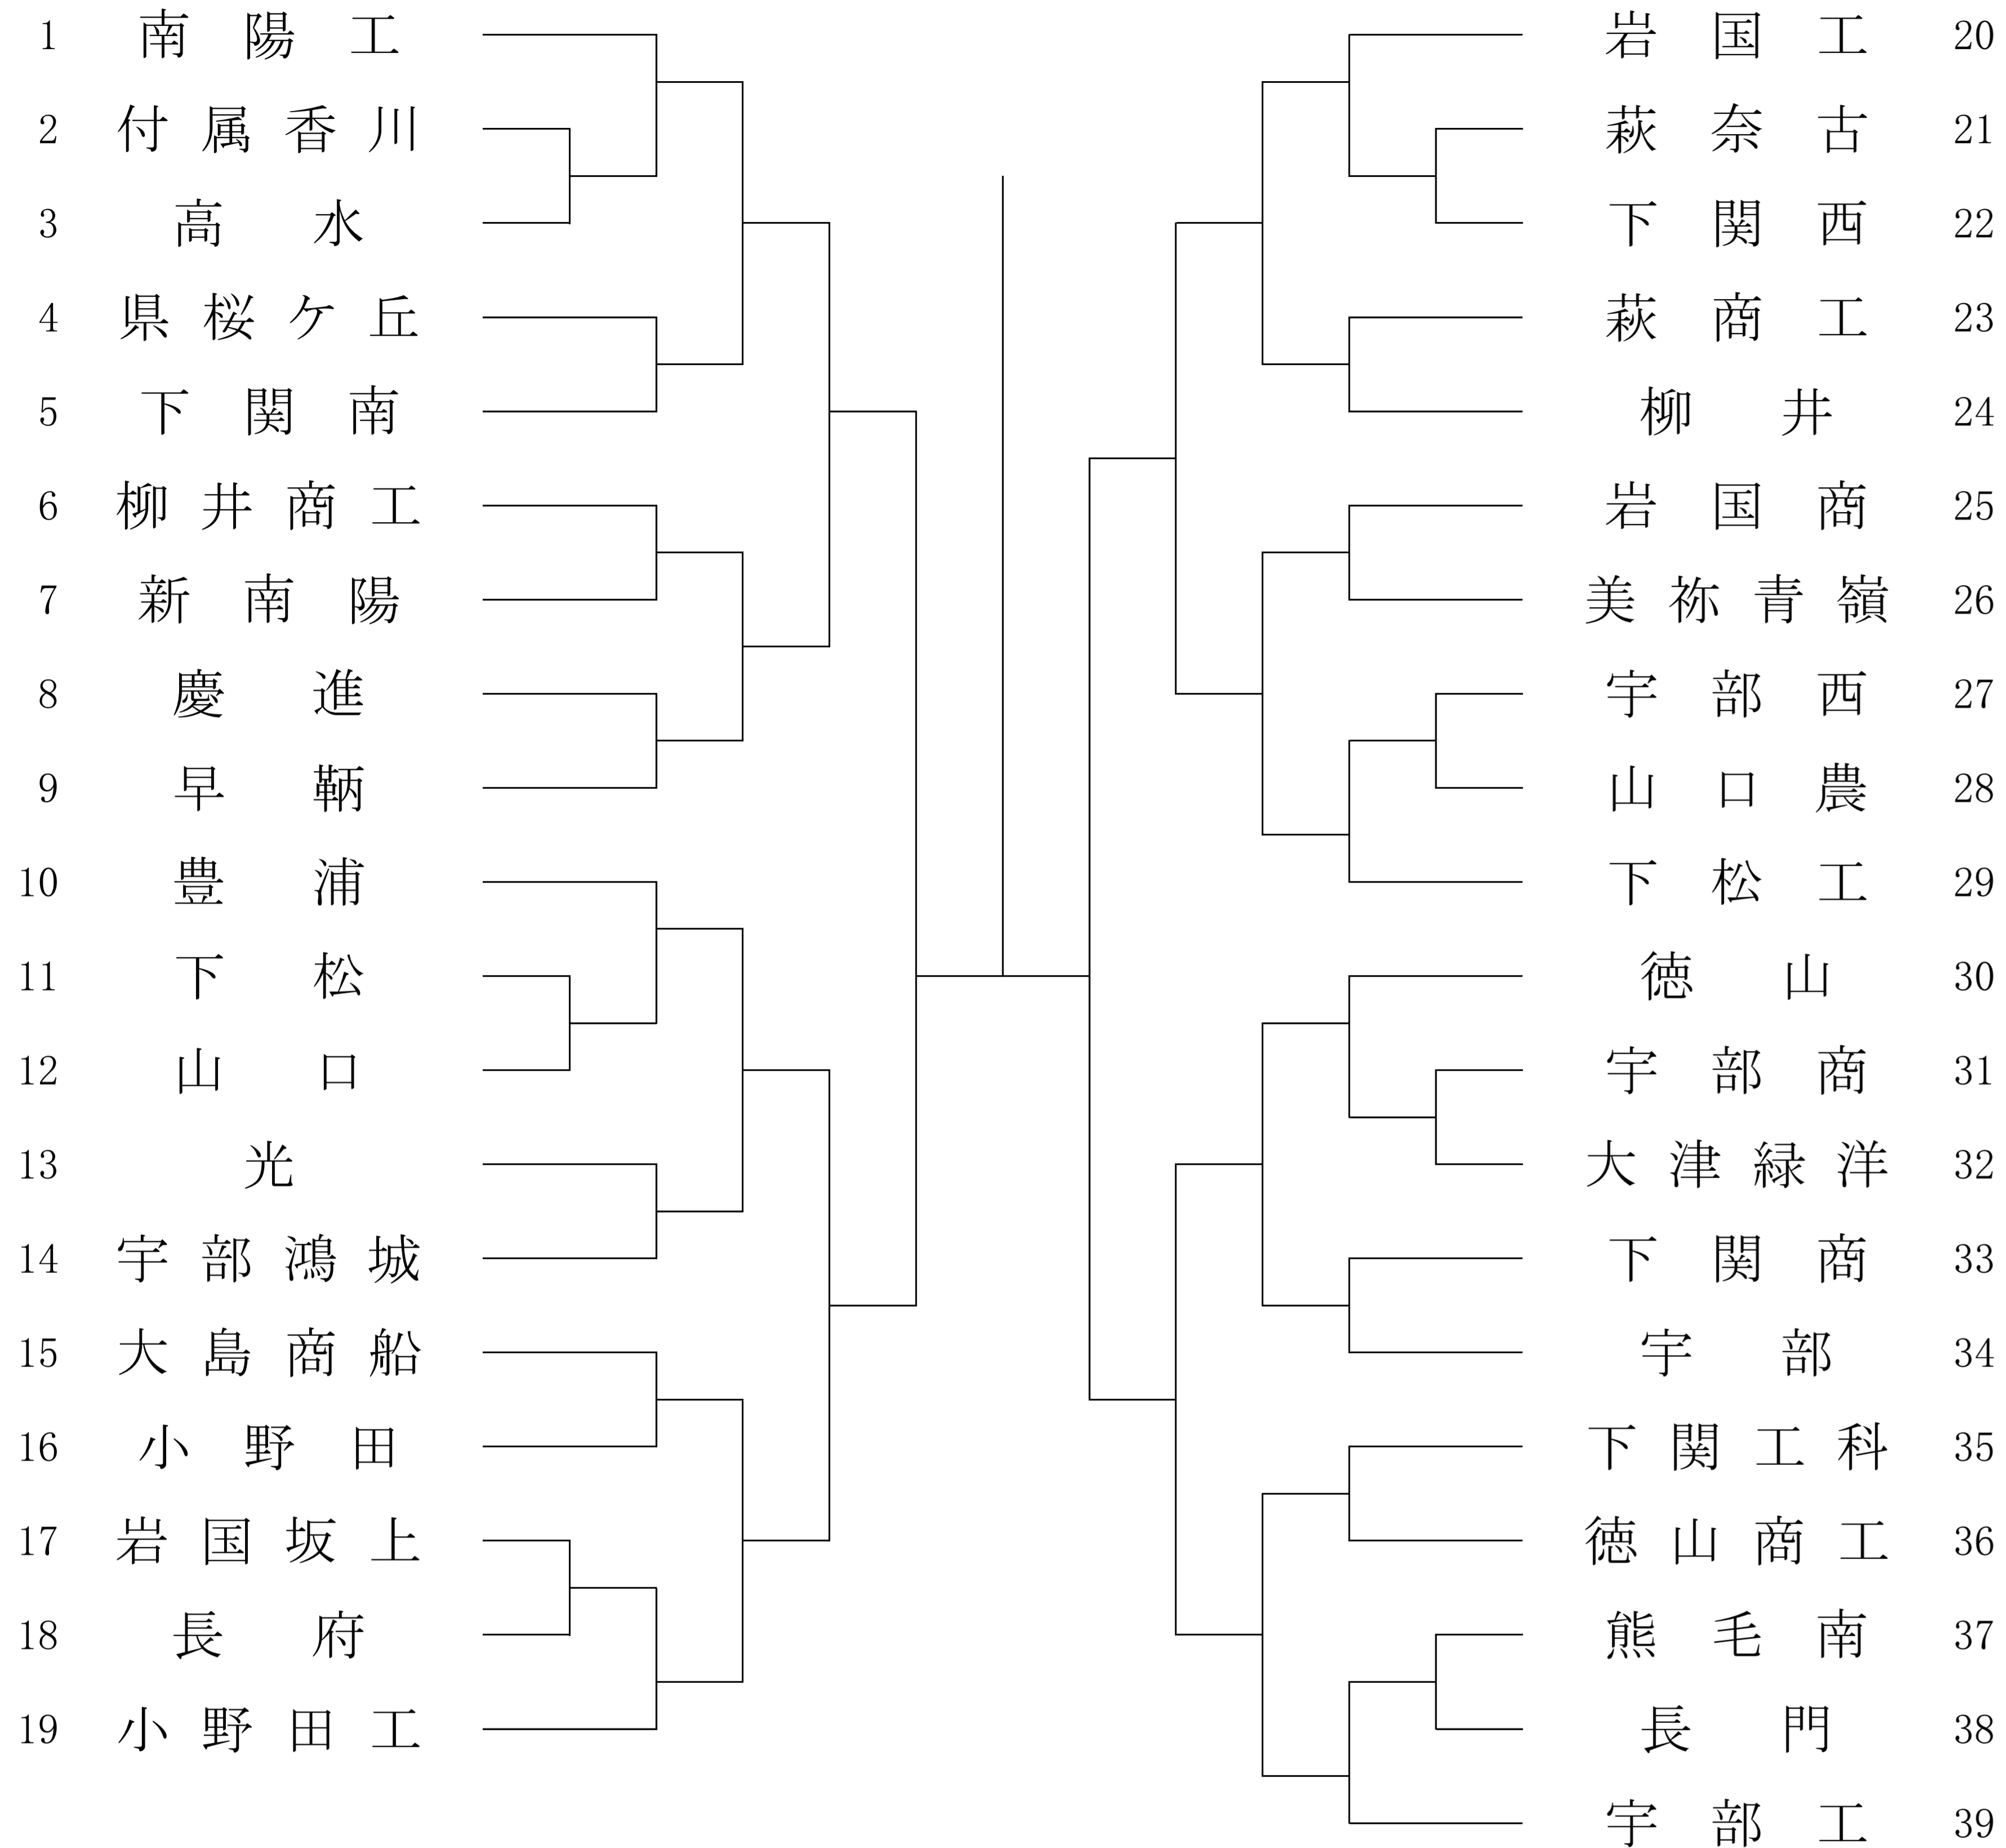 1 南陽工
2 付属香川
3 高水
4 県桜ケ丘
5 下関南
6 柳井商工
7 新南陽
8 慶進
9 早鞆
10 豊浦
11 下松
12 山口
13 光
14 宇部鴻城
15 大島商船
16 小野田
17 岩国坂上
18 長府
19 小野田工
岩国工 20
萩奈古 21
下関西 22
萩商工 23
柳井 24
岩国商 25
美祢青嶺 26
宇部西 27
山口農 28
下松工 29
徳山 30
宇部商 31
大津緑洋 32
下関商 33
宇部 34
下関工科 35
徳山商工 36
熊毛南 37
長門 38
宇部工 39